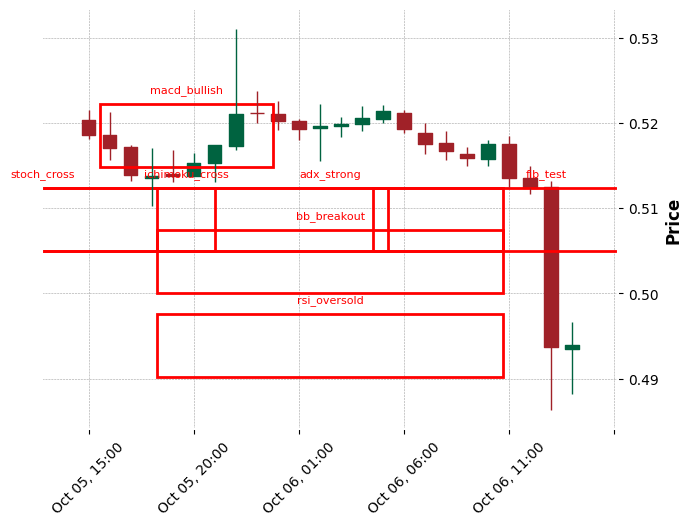 0.53
macd_bullish
0.52
stoch_cross
ichimoku_cross
adx_strong
fib_test
0.51
bb_breakout
Price
0.50
rsi_oversold
0.49
Oct 05, 15:00
Oct 05, 20:00
Oct 06, 01:00
Oct 06, 06:00
Oct 06, 11:00